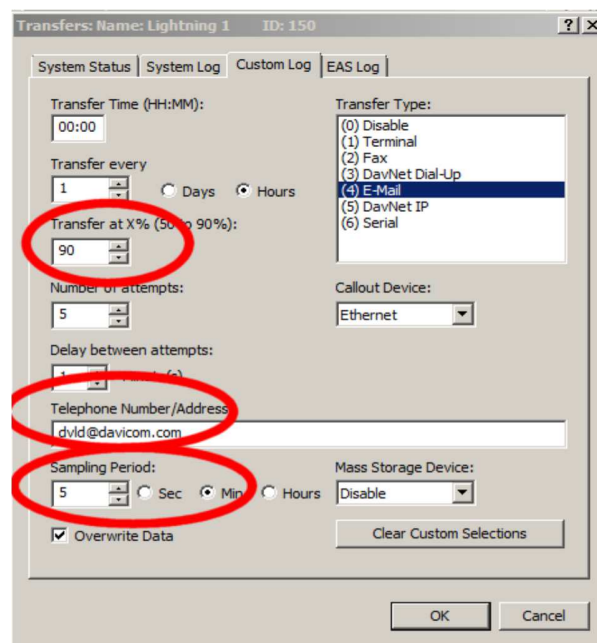 Transfers: Name: Lightning 1 ID: 150
System Status System Log Custom Log EAS Log
Transfer Time (HH:MM):
00:00
Transfer every
1 Days Hours
Transfer at X% (50 to 90%):
90
Number of attempts:
5
Delay between attempts:
1
Telephone Number/Address
dvld@davicom.com
Sampling Period:
5 Sec Min Hours
Overwrite Data
Transfer Type:
(0) Disable
(1) Terminal
(2) Fax
(3) DavNet Dial-Up
(4) E-Mail
(5) DavNet IP
(6) Serial
Callout Device:
Ethernet
Mass Storage Device:
Disable
Clear Custom Selections
OK Cancel